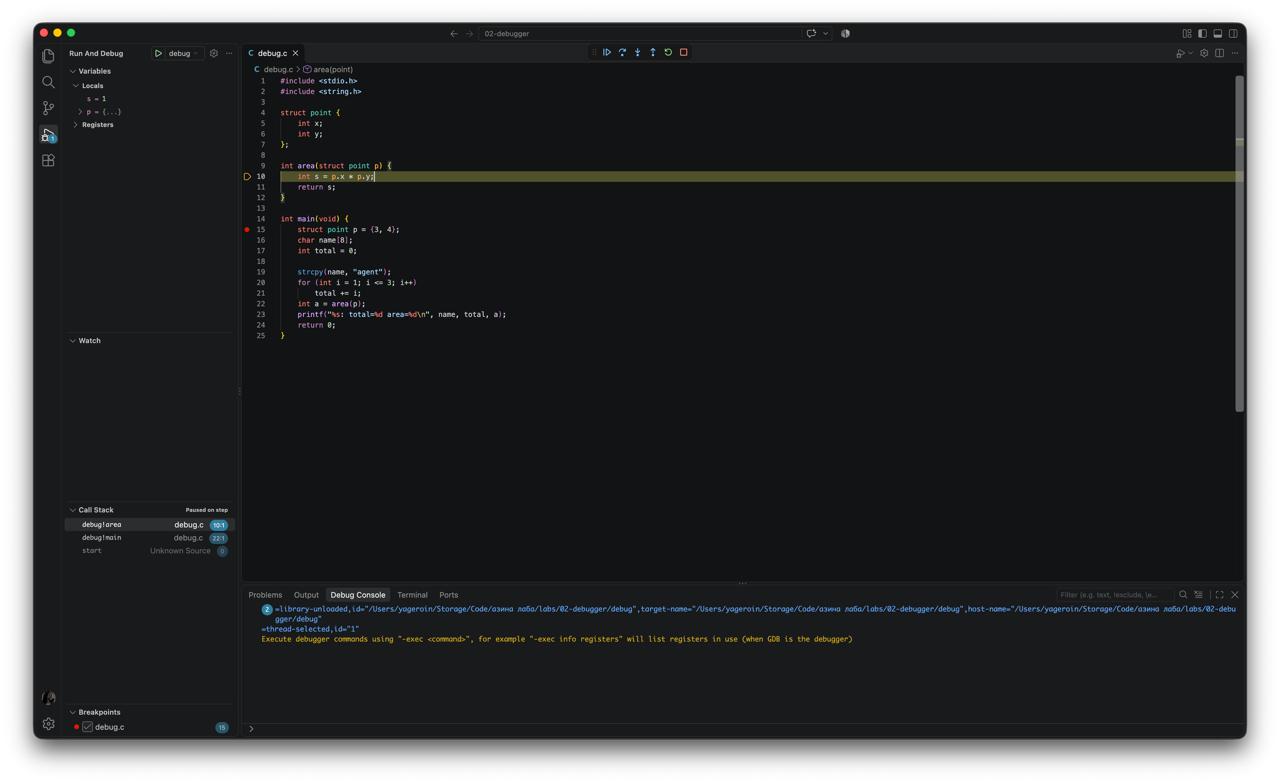 02-debugger
Run And Debug
debug
Variables
Locals
s = 1
p = {...}
Registers
Watch
Call Stack
Paused on step
debug!area debug.c 10:1
debug!main debug.c 22:1
start Unknown Source 0
Breakpoints
debug.c 15
1
C debug.c
C debug.c > area(point)
1 #include <stdio.h>
2 #include <string.h>
3
4 struct point {
5 int x;
6 int y;
7 };
8
9 int area(struct point p) {
10 int s = p.x * p.y;
11 return s;
12 }
13
14 int main(void) {
15 struct point p = {3, 4};
16 char name[8];
17 int total = 0;
18
19 strcpy(name, "agent");
20 for (int i = 1; i <= 3; i++)
21 total += i;
22 int a = area(p);
23 printf("%s: total=%d area=%d\n", name, total, a);
24 return 0;
25 }
Problems Output Debug Console Terminal Ports
Filter (e.g. text, !exclude, \e...
2 =library-unloaded,id="/Users/yageroin/Storage/Code/азина лаба/labs/02-debugger/debug",target-name="/Users/yageroin/Storage/Code/азина лаба/labs/02-debugger/debug",host-name="/Users/yageroin/Storage/Code/азина лаба/labs/02-debu
gger/debug"
=thread-selected,id="1"
Execute debugger commands using "-exec <command>", for example "-exec info registers" will list registers in use (when GDB is the debugger)